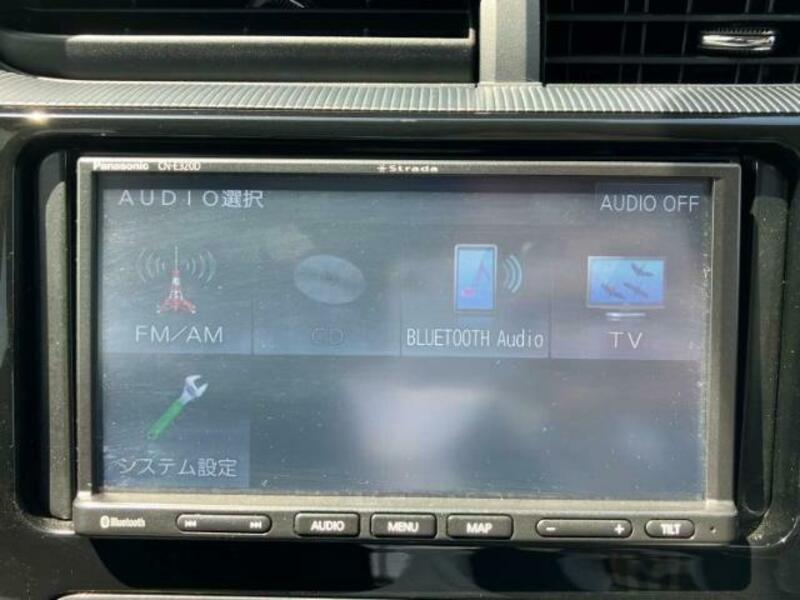 Panasonic CN-E320D Strada
AUDIO選択 AUDIO OFF
FM/AM CD BLUETOOTH Audio TV
システム設定
Bluetooth AUDIO MENU MAP − + TILT